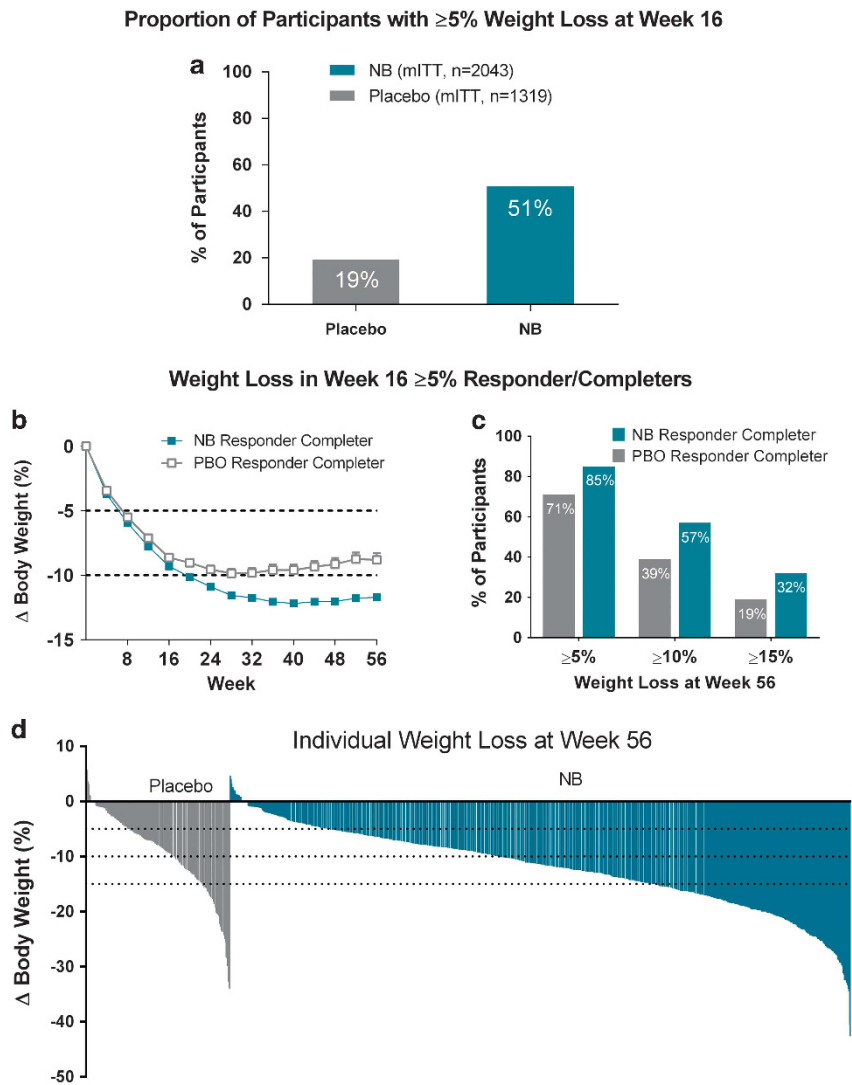 Proportion of Participants with ≥5% Weight Loss at Week 16
a
NB (mITT, n=2043)
Placebo (mITT, n=1319)
% of Particpants
100
80
60
40
20
0
19%
51%
Placebo
NB
Weight Loss in Week 16 ≥5% Responder/Completers
b
NB Responder Completer
PBO Responder Completer
Δ Body Weight (%)
0
-5
-10
-15
8 16 24 32 40 48 56
Week
c
NB Responder Completer
PBO Responder Completer
% of Participants
100
80
60
40
20
0
71% 85%
39% 57%
19% 32%
≥5% ≥10% ≥15%
Weight Loss at Week 56
d
Individual Weight Loss at Week 56
Placebo
NB
Δ Body Weight (%)
10
0
-10
-20
-30
-40
-50